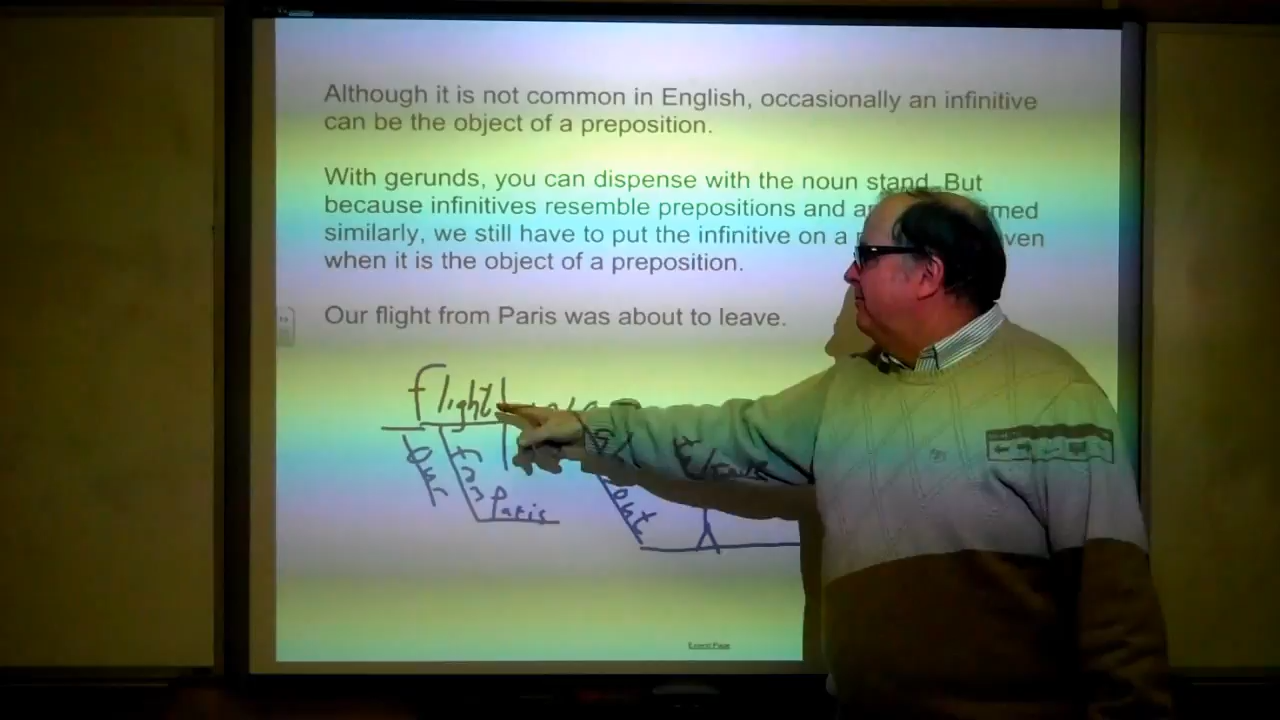 Although it is not common in English, occasionally an infinitive
can be the object of a preposition.
With gerunds, you can dispense with the noun stand. But
because infinitives resemble prepositions and
similarly, we still have to put the infinitive on a
when it is the object of a preposition.
Our flight from Paris was about to leave.
flight
Our from
Paris